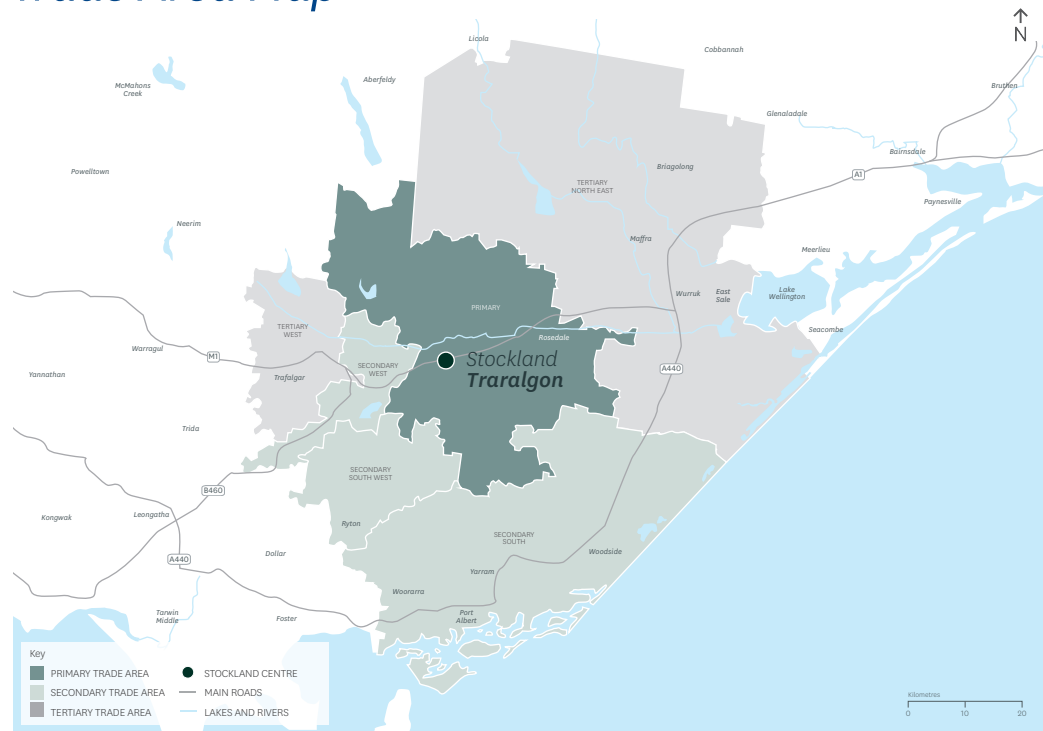 Trade Area Map
N
Licola
Cobbannah
McMahons
Creek
Aberfeldy
Bruthen
Glenaladale
Bairnsdale
Powelltown
Briagolong
A1
TERTIARY
NORTH EAST
Paynesville
Neerim
Maffra
Meerlieu
Wurruk
East
Sale
Lake
Wellington
PRIMARY
TERTIARY
WEST
Rosedale
Seacombe
Warragul
M1
Stockland
Traralgon
SECONDARY
WEST
A440
Yannathan
Trafalgar
Trida
SECONDARY
SOUTH WEST
B460
Kongwak
Leongatha
Ryton
SECONDARY
SOUTH
Dollar
Woodside
A440
Yarram
Woorarra
Tarwin
Middle
Foster
Port
Albert
Key
PRIMARY TRADE AREA
STOCKLAND CENTRE
SECONDARY TRADE AREA
MAIN ROADS
TERTIARY TRADE AREA
LAKES AND RIVERS
Kilometres
0 10 20